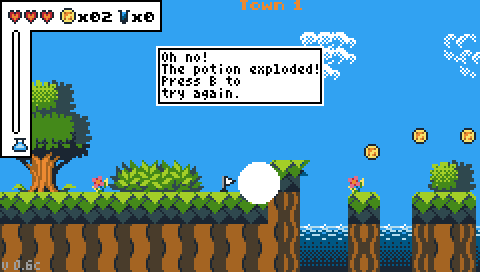 Town 1
x02 x0
Oh no!
The potion exploded!
Press B to
try again.
v 0.6c